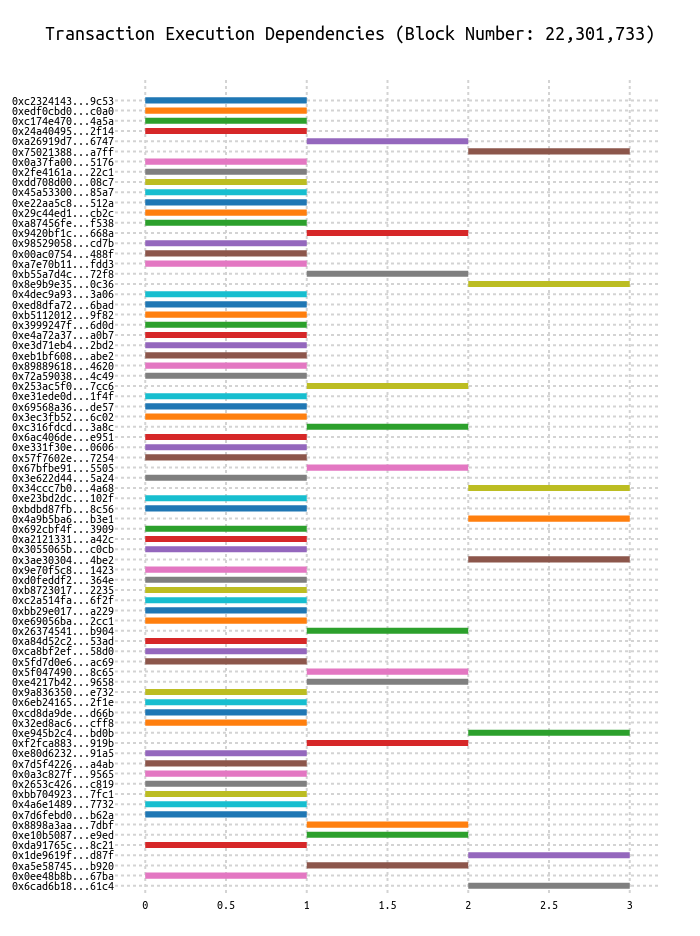 Transaction Execution Dependencies (Block Number: 22,301,733)
0xc2324143...9c53
0xedf0cbd0...c0a0
0xc174e470...4a5a
0x24a40495...2f14
0xa26919d7...6747
0x75021388...a7ff
0x0a37fa00...5176
0x2fe4161a...22c1
0xdd708d00...08c7
0x45a53300...85a7
0xe22aa5c8...512a
0x29c44ed1...cb2c
0xa87456fe...f538
0x9420bf1c...668a
0x98529058...cd7b
0x00ac0754...488f
0xa7e70b11...fdd3
0xb55a7d4c...72f8
0x8e9b9e35...0c36
0x4dec9a93...3a06
0xed8dfa72...6bad
0xb5112012...9f82
0x3999247f...6d0d
0xe4a72a37...a0b7
0xe3d71eb4...2bd2
0xeb1bf608...abe2
0x89889618...4620
0x72a59038...4c49
0x253ac5f0...7cc6
0xe31ede0d...1f4f
0x69568a36...de57
0x3ec3fb52...6c02
0xc316fdcd...3a8c
0x6ac406de...e951
0xe331f30e...0606
0x57f7602e...7254
0x67bfbe91...5505
0x3e622d44...5a24
0x34ccc7b0...4a68
0xe23bd2dc...102f
0xbdbd87fb...8c56
0x4a9b5ba6...b3e1
0x692cbf4f...3909
0xa2121331...a42c
0x3055065b...c0cb
0x3ae30304...4be2
0x9e70f5c8...1423
0xd0feddf2...364e
0xb8723017...2235
0xc2a514fa...6f2f
0xbb29e017...a229
0xe69056ba...2cc1
0x26374541...b904
0xa84d52c2...53ad
0xca8bf2ef...58d0
0x5fd7d0e6...ac69
0x5f047490...8c65
0xe4217b42...9658
0x9a836350...e732
0x6eb24165...2f1e
0xcd8da9de...d66b
0x32ed8ac6...cff8
0xe945b2c4...bd0b
0xf2fca883...919b
0xe80d6232...91a5
0x7d5f4226...a4ab
0x0a3c827f...9565
0x2653c426...c819
0xbb704923...7fc1
0x4a6e1489...7732
0x7d6febd0...b62a
0x8898a3aa...7dbf
0xe10b5087...e9ed
0xda91765c...8c21
0x1de9619f...d87f
0xa5e58745...b920
0x0ee48b8b...67ba
0x6cad6b18...61c4
0 0.5 1 1.5 2 2.5 3